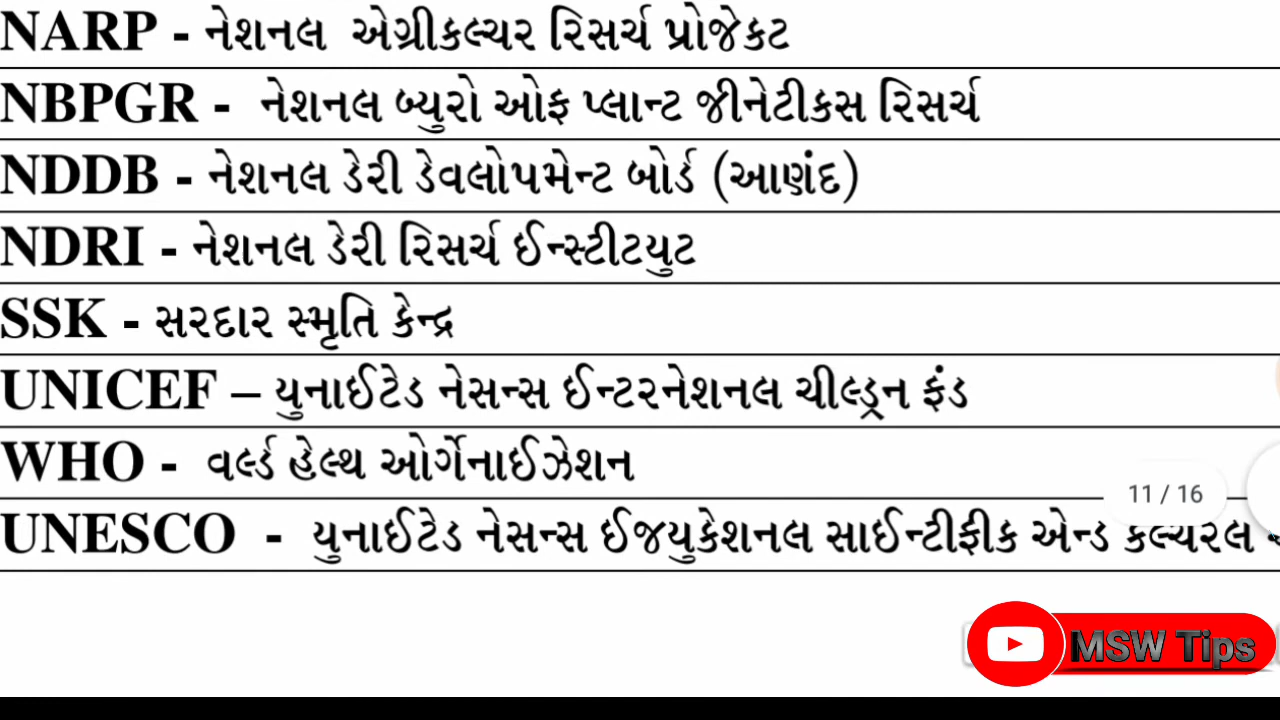 NARP - નેશનલ એગ્રીકલ્ચર રિસર્ચ પ્રોજેકટ
NBPGR - નેશનલ બ્યુરો ઓફ પ્લાન્ટ જીનેટીકસ રિસર્ચ
NDDB - નેશનલ ડેરી ડેવલોપમેન્ટ બોર્ડ (આણંદ)
NDRI - નેશનલ ડેરી રિસર્ચ ઈન્સ્ટીટયુટ
SSK - સરદાર સ્મૃતિ કેન્દ્ર
UNICEF – યુનાઈટેડ નેસન્સ ઈન્ટરનેશનલ ચીલ્ડ્રન ફંડ
WHO - વર્લ્ડ હેલ્થ ઓર્ગેનાઈઝેશન
11 / 16
UNESCO - યુનાઈટેડ નેસન્સ ઈજયુકેશનલ સાઈન્ટીફીક એન્ડ કલ્ચરલ
MSW Tips